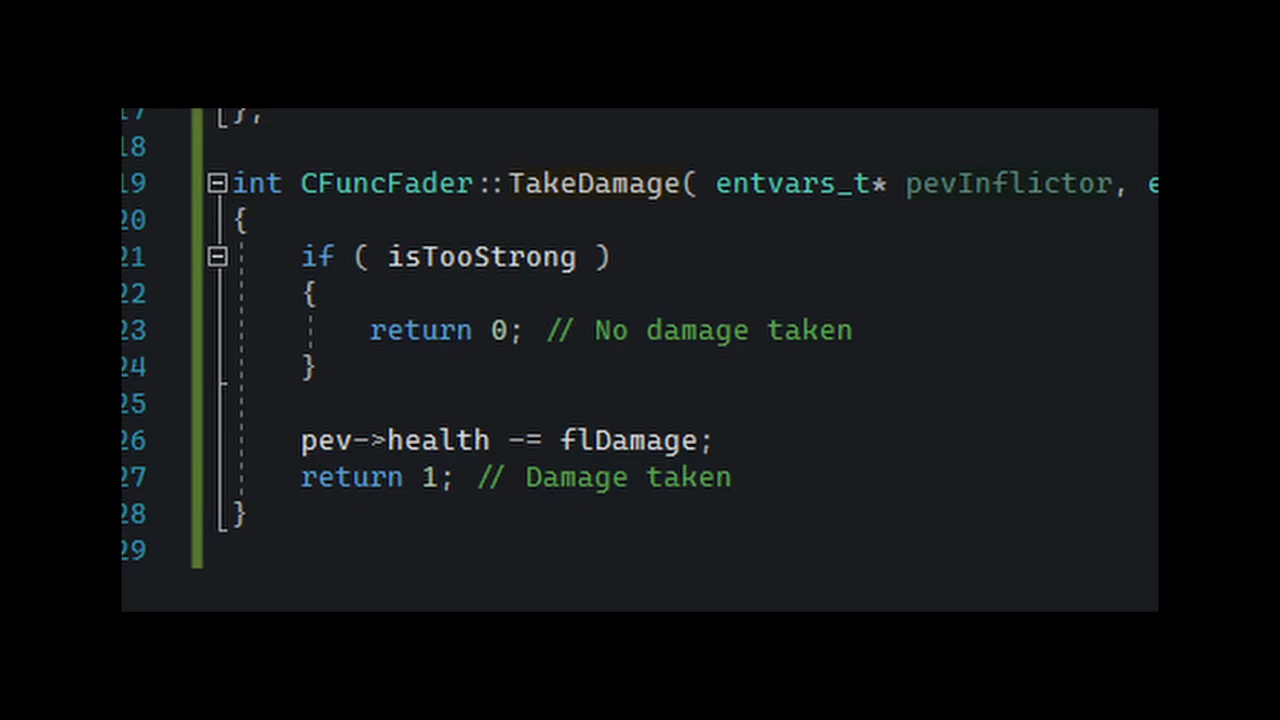 17 };
18
19 int CFuncFader::TakeDamage( entvars_t* pevInflictor, e
20 {
21 if ( isTooStrong )
22 {
23 return 0; // No damage taken
24 }
25
26 pev->health -= flDamage;
27 return 1; // Damage taken
28 }
29